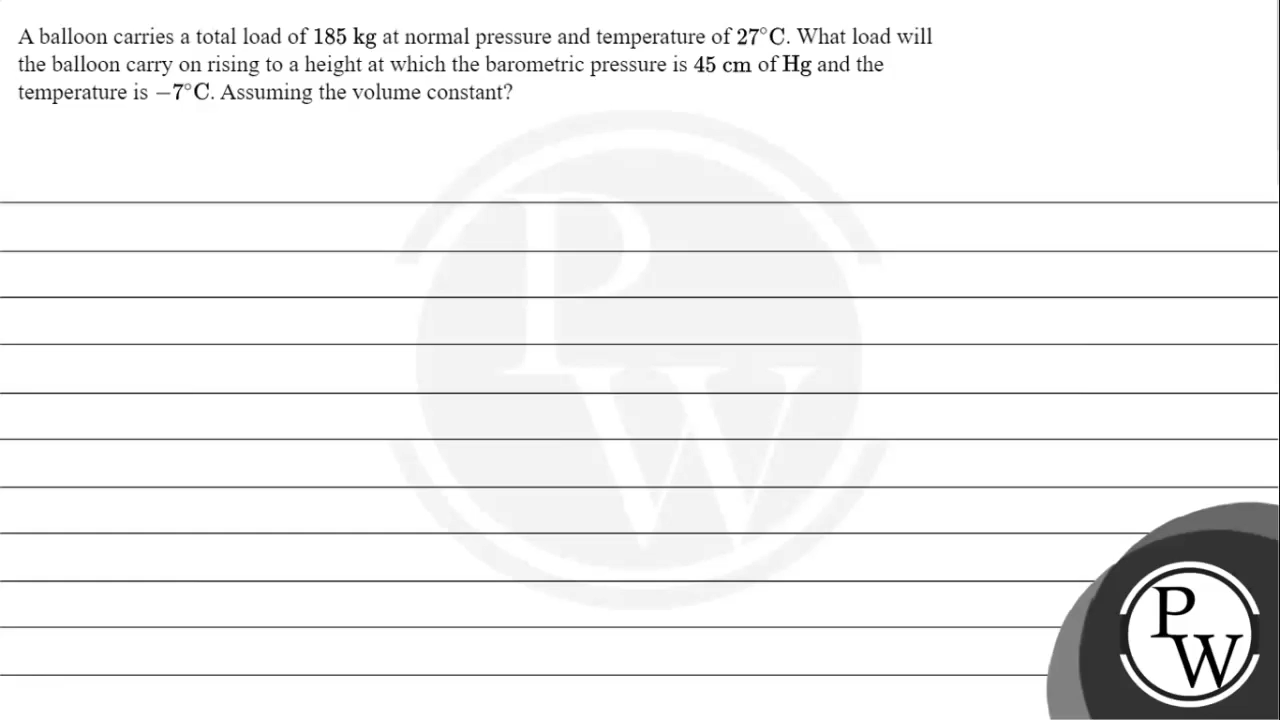 A balloon carries a total load of 185 kg at normal pressure and temperature of 27°C. What load will
the balloon carry on rising to a height at which the barometric pressure is 45 cm of Hg and the
temperature is −7°C. Assuming the volume constant?
P
W
P
W